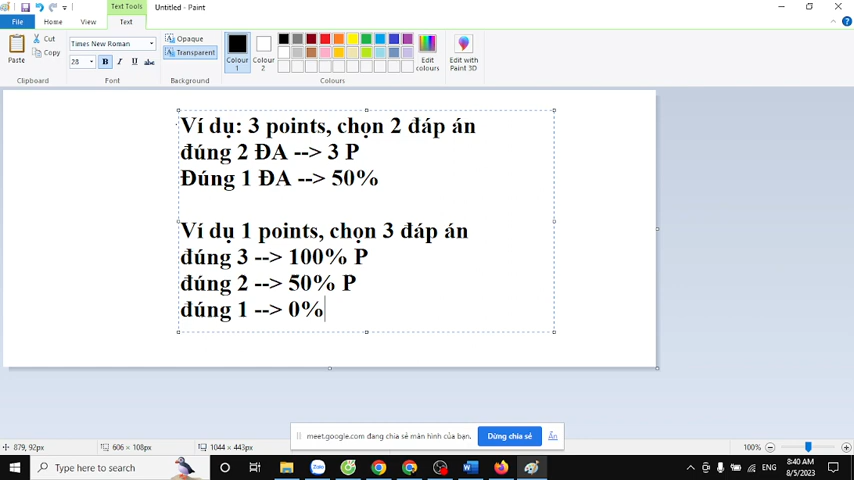 Text Tools
Untitled - Paint
File
Home
View
Text
Paste
Cut
Copy
Clipboard
Times New Roman
28
B
I
U
abc
Font
Opaque
Transparent
Background
Colour
1
Colour
2
Edit
colours
Edit with
Paint 3D
Colours
Ví dụ: 3 points, chọn 2 đáp án
đúng 2 ĐA --> 3 P
Đúng 1 ĐA --> 50%
Ví dụ 1 points, chọn 3 đáp án
đúng 3 --> 100% P
đúng 2 --> 50% P
đúng 1 --> 0%
meet.google.com đang chia sẻ màn hình của bạn.
Dừng chia sẻ
Ẩn
879, 92px
606 × 108px
1044 × 443px
100%
Type here to search
Zalo
ENG
8:40 AM
8/5/2023